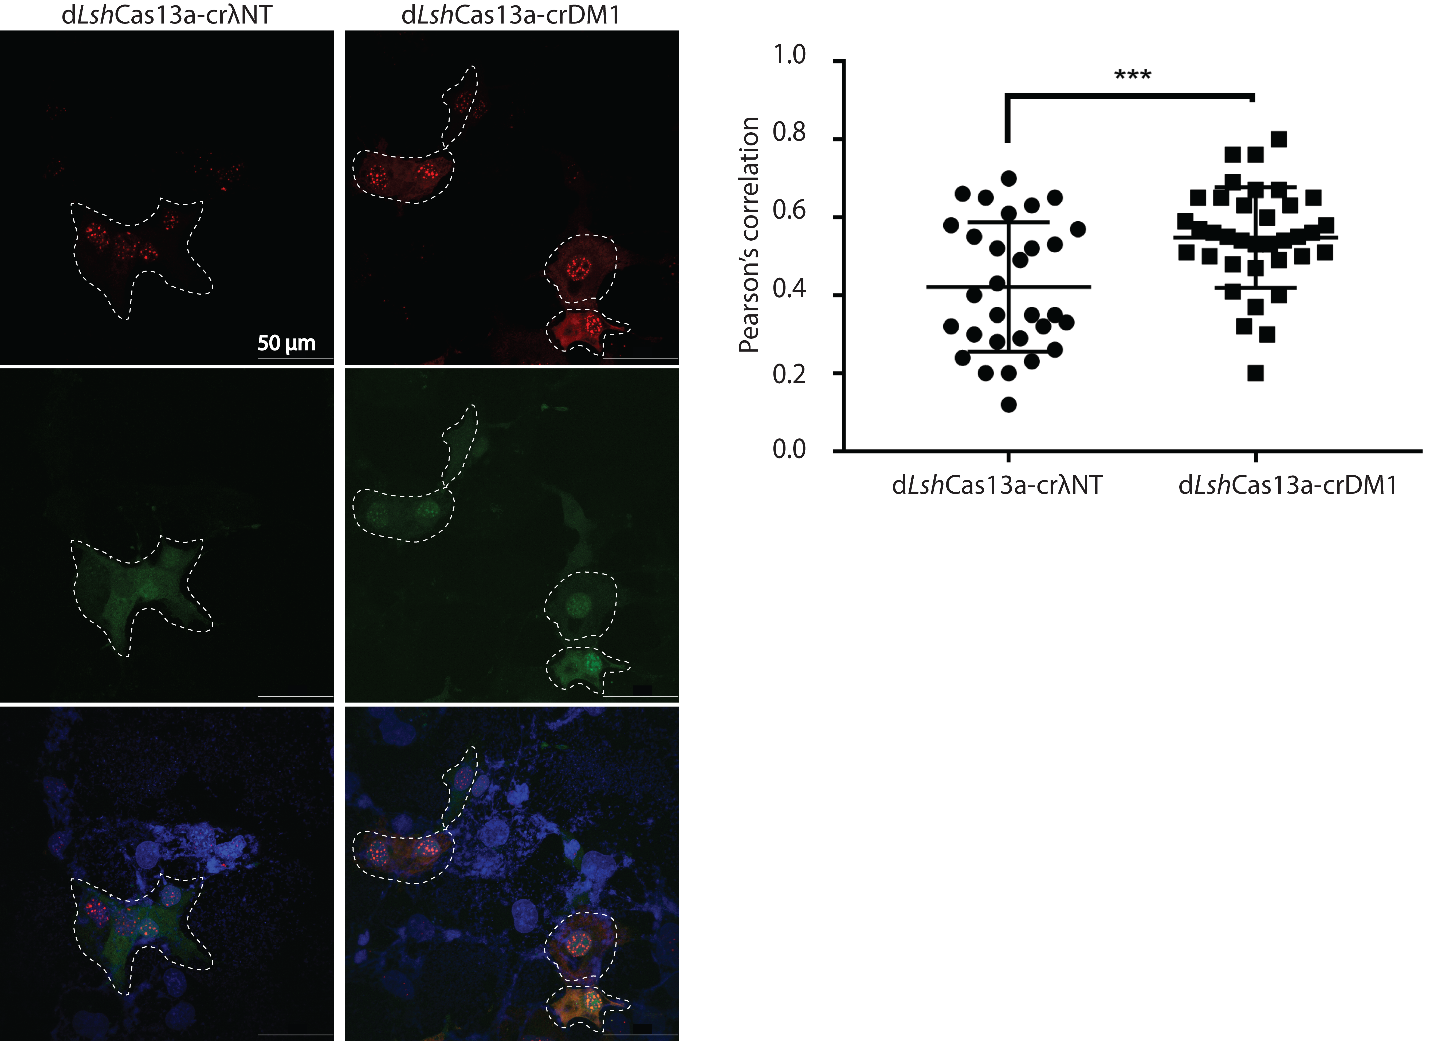 dLshCas13a-crλNT
dLshCas13a-crDM1
50 μm
***
1.0
0.8
0.6
0.4
0.2
0.0
Pearson's correlation
dLshCas13a-crλNT
dLshCas13a-crDM1